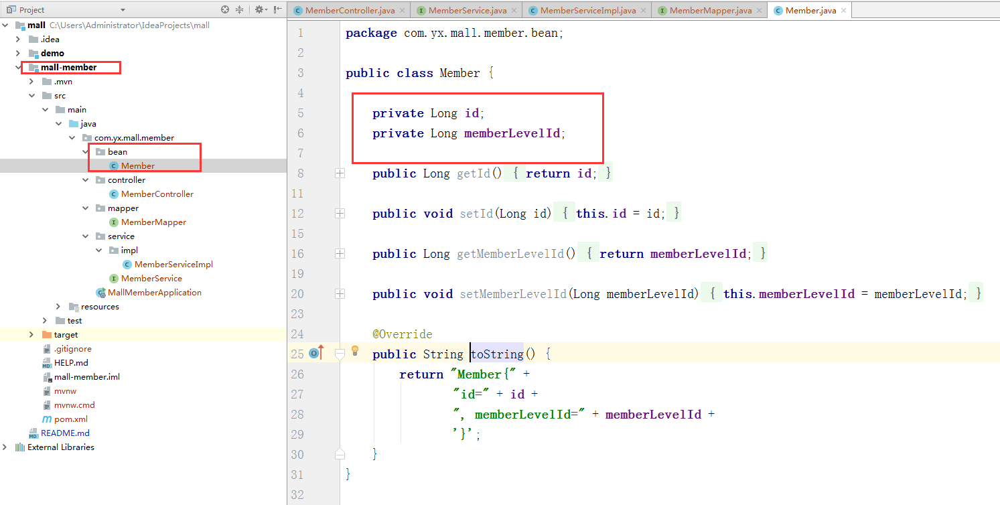 Project
mall C:\Users\Administrator\IdeaProjects\mall
.idea
demo
mall-member
.mvn
src
main
java
com.yx.mall.member
bean
Member
controller
MemberController
mapper
MemberMapper
service
impl
MemberServiceImpl
MemberService
MallMemberApplication
resources
test
target
.gitignore
HELP.md
mall-member.iml
mvnw
mvnw.cmd
pom.xml
README.md
External Libraries
MemberController.java MemberService.java MemberServiceImpl.java MemberMapper.java Member.java
1 package com.yx.mall.member.bean;
2
3 public class Member {
4
5 private Long id;
6 private Long memberLevelId;
7
8 public Long getId() { return id; }
11
12 public void setId(Long id) { this.id = id; }
15
16 public Long getMemberLevelId() { return memberLevelId; }
19
20 public void setMemberLevelId(Long memberLevelId) { this.memberLevelId = memberLevelId; }
23
24 @Override
25 public String toString() {
26 return "Member{" +
27 "id=" + id +
28 ", memberLevelId=" + memberLevelId +
29 '}';
30 }
31 }
32